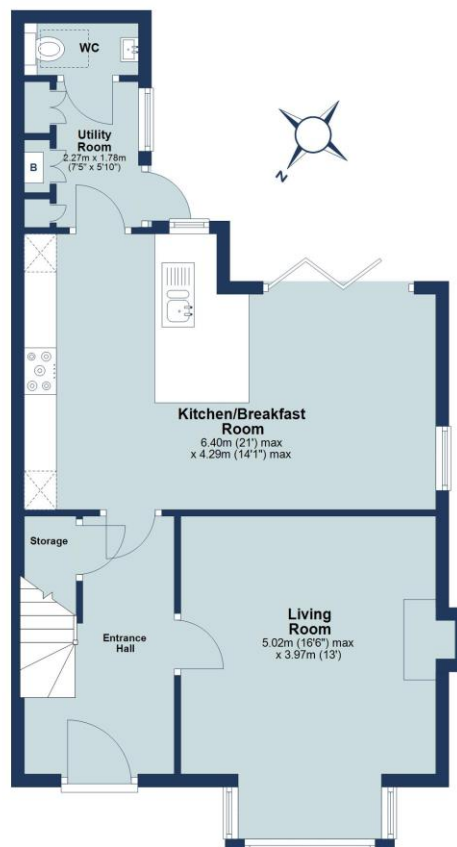 WC
Utility
Room
2.27m x 1.78m
(7'5" x 5'10")
B
N
Kitchen/Breakfast
Room
6.40m (21') max
x 4.29m (14'1") max
Storage
Entrance
Hall
Living
Room
5.02m (16'6") max
x 3.97m (13')